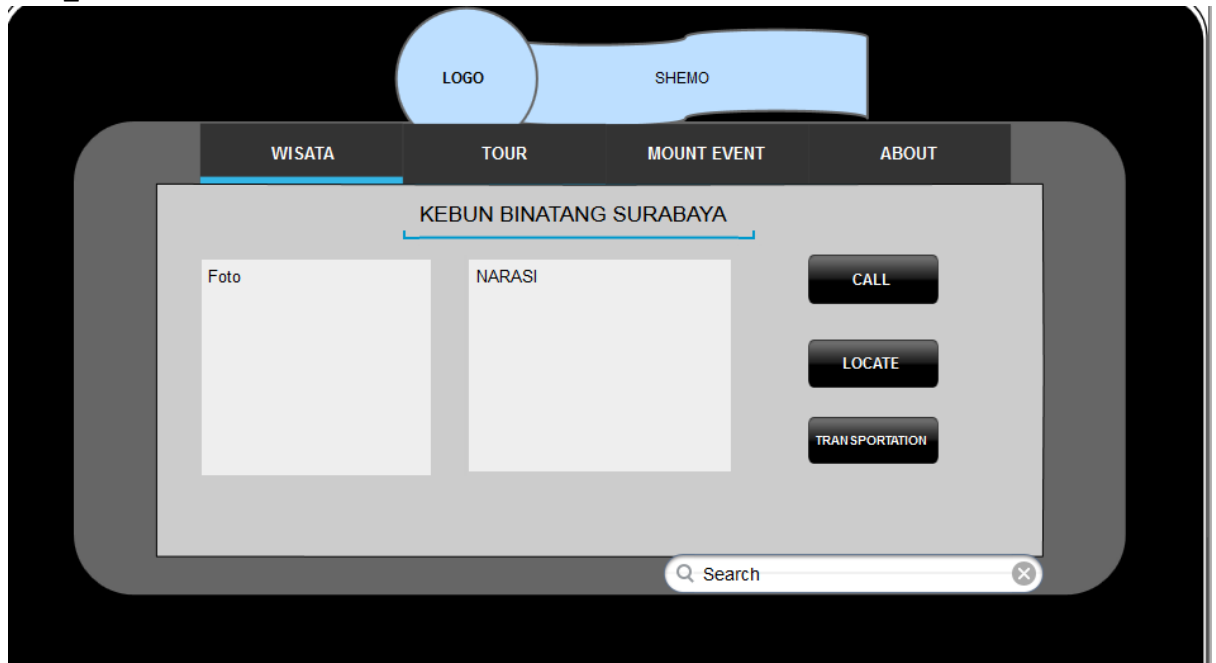 LOGO
SHEMO
WISATA
TOUR
MOUNT EVENT
ABOUT
KEBUN BINATANG SURABAYA
Foto
NARASI
CALL
LOCATE
TRANSPORTATION
Search